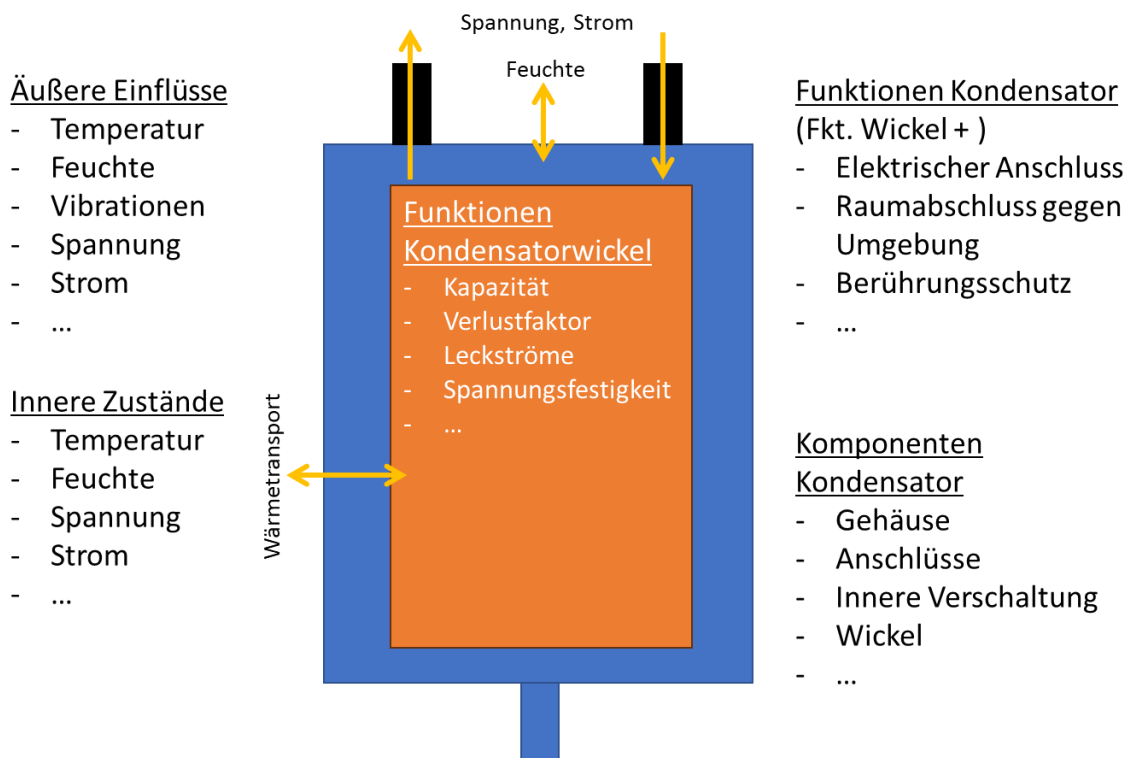 Spannung, Strom
Feuchte
Äußere Einflüsse
- Temperatur
- Feuchte
- Vibrationen
- Spannung
- Strom
- ...
Innere Zustände
- Temperatur
- Feuchte
- Spannung
- Strom
- ...
Wärmetransport
Funktionen
Kondensatorwickel
- Kapazität
- Verlustfaktor
- Leckströme
- Spannungsfestigkeit
- ...
Funktionen Kondensator
(Fkt. Wickel + )
- Elektrischer Anschluss
- Raumabschluss gegen
Umgebung
- Berührungsschutz
- ...
Komponenten
Kondensator
- Gehäuse
- Anschlüsse
- Innere Verschaltung
- Wickel
- ...